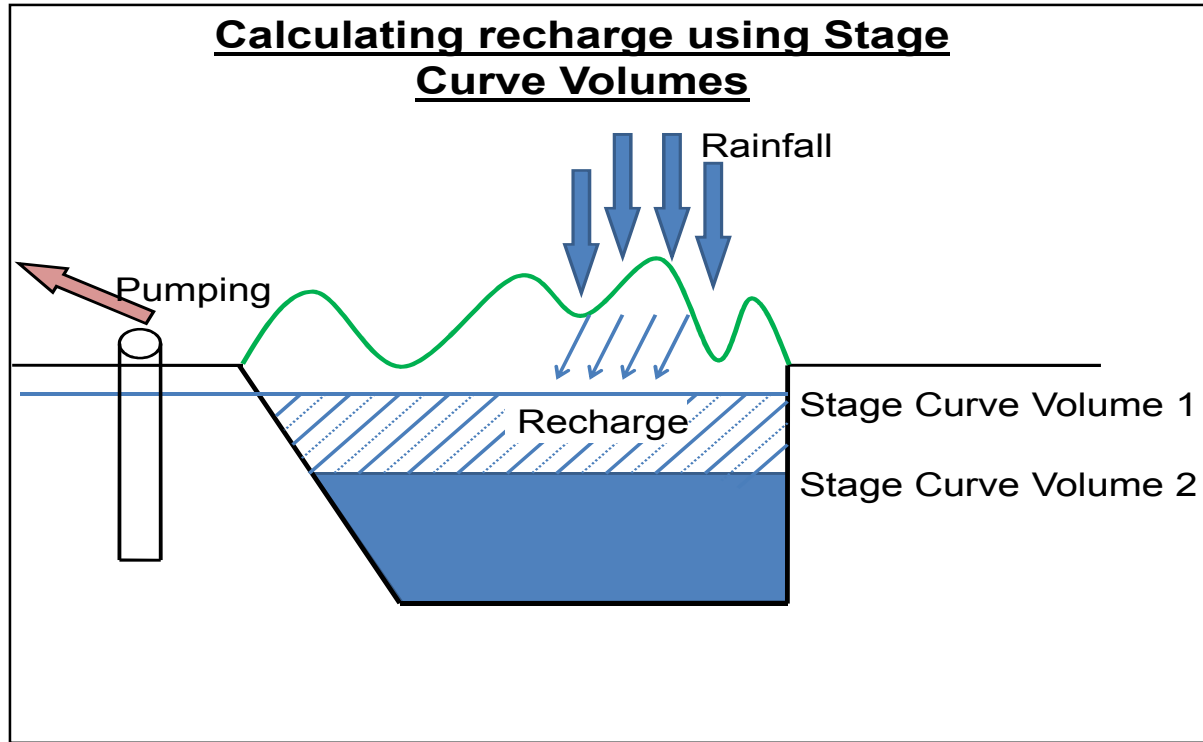 Calculating recharge using Stage
Curve Volumes
Rainfall
Pumping
Recharge
Stage Curve Volume 1
Stage Curve Volume 2